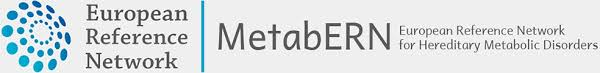 European
Reference
Network
MetabERN
European Reference Network
for Hereditary Metabolic Disorders